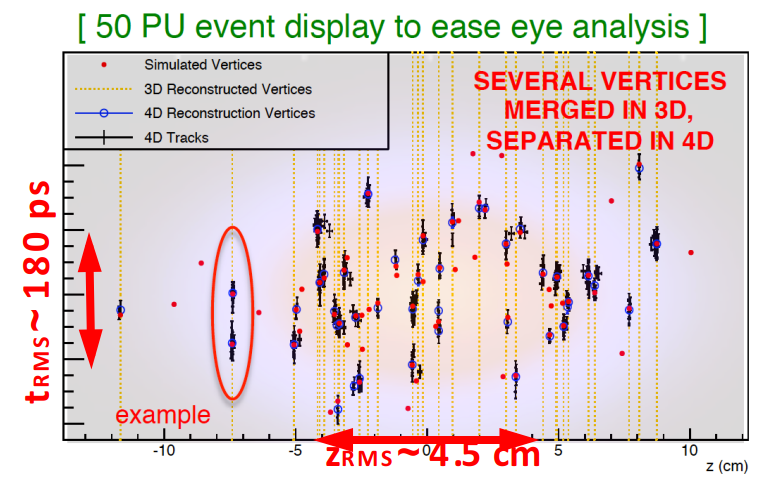 [ 50 PU event display to ease eye analysis ]
Simulated Vertices
3D Reconstructed Vertices
4D Reconstruction Vertices
4D Tracks
SEVERAL VERTICES
MERGED IN 3D,
SEPARATED IN 4D
tRMS ~ 180 ps
example
-10 -5 0 5 10
zRMS ~ 4.5 cm
z (cm)